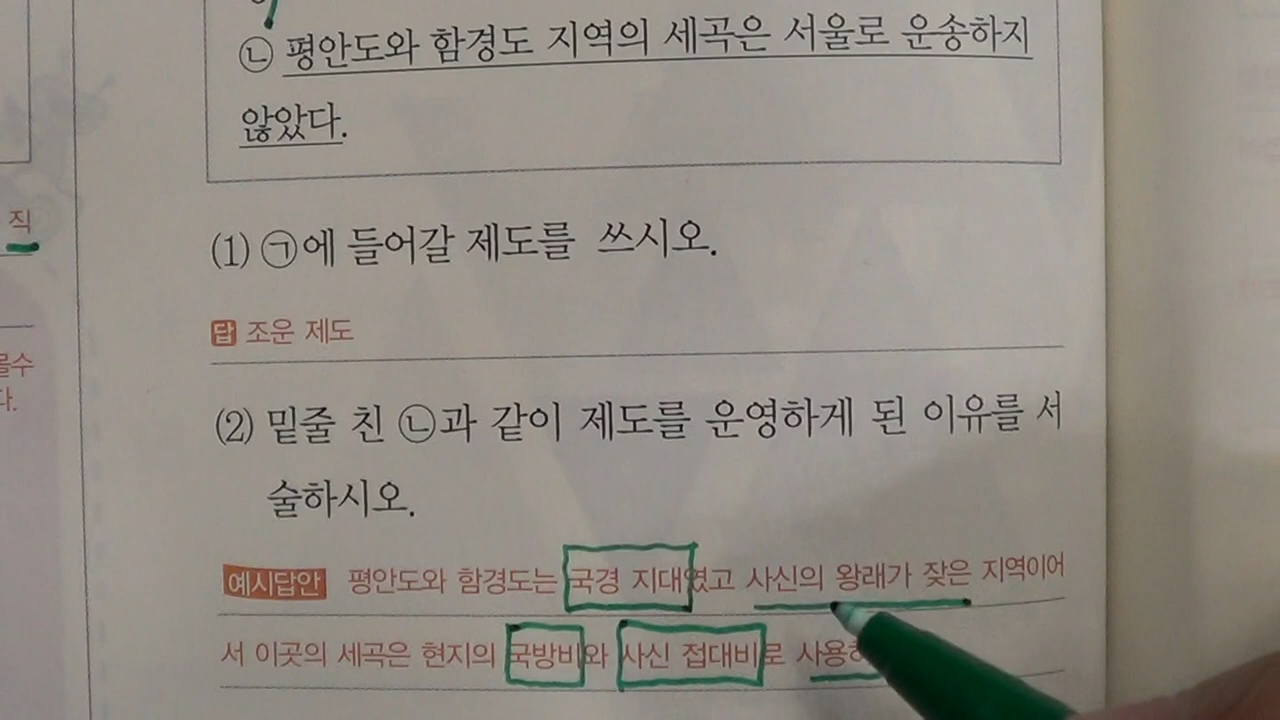 ㉡ 평안도와 함경도 지역의 세곡은 서울로 운송하지
않았다.
직
(1) ㉠에 들어갈 제도를 쓰시오.
답 조운 제도
몰수
다.
(2) 밑줄 친 ㉡과 같이 제도를 운영하게 된 이유를 서
술하시오.
예시답안 평안도와 함경도는 국경 지대였고 사신의 왕래가 잦은 지역이어
서 이곳의 세곡은 현지의 국방비와 사신 접대비로